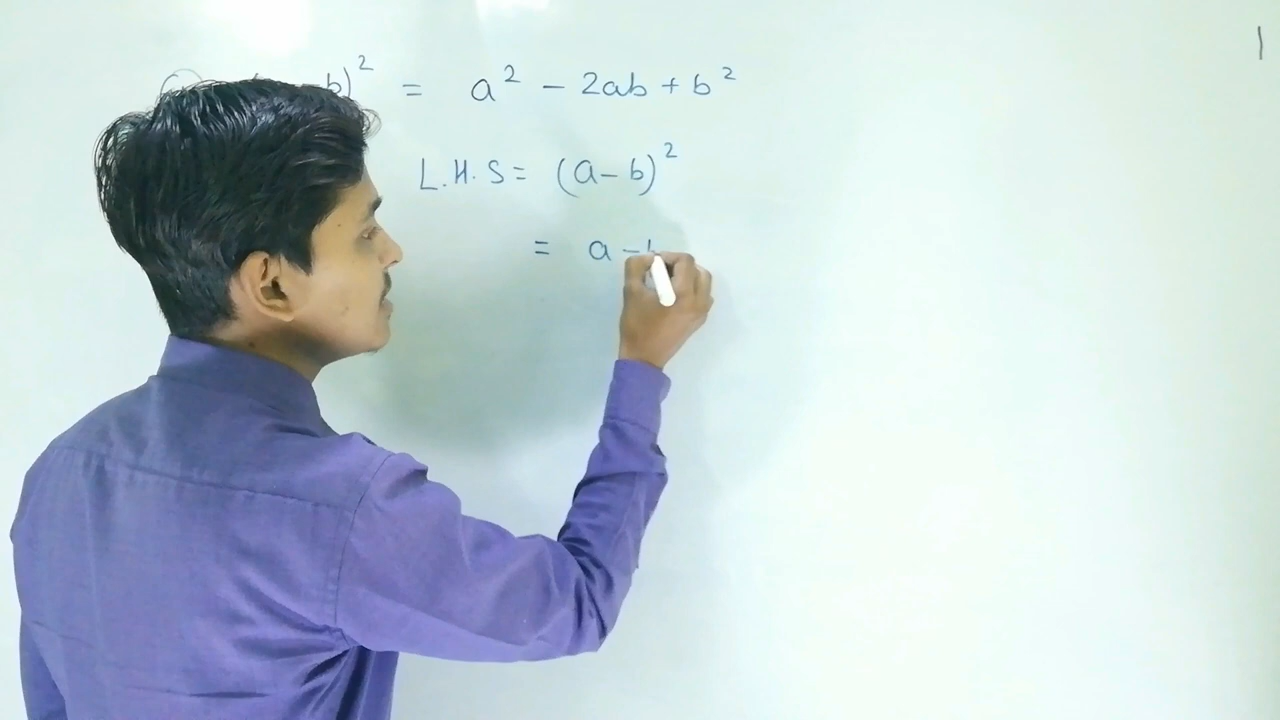 b)² = a² - 2ab + b²
L.H.S = (a - b)²
= a -